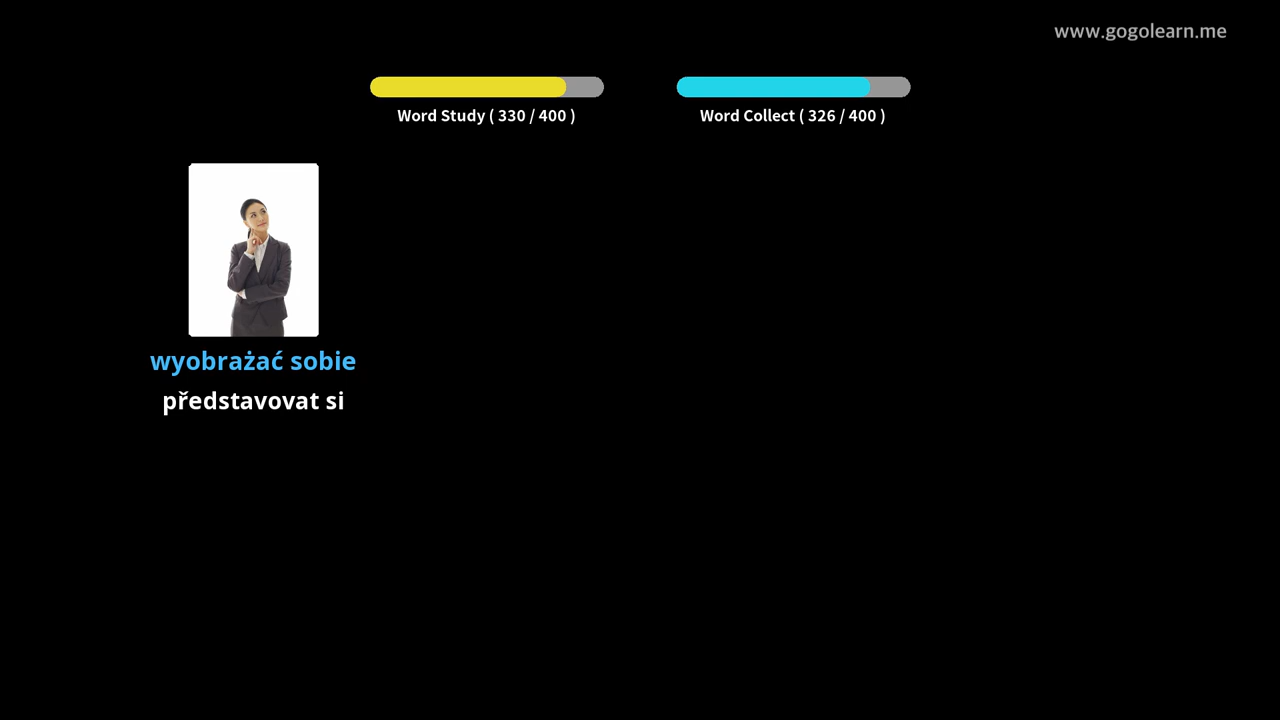 www.gogolearn.me
Word Study ( 330 / 400 )
Word Collect ( 326 / 400 )
wyobrażać sobie
představovat si